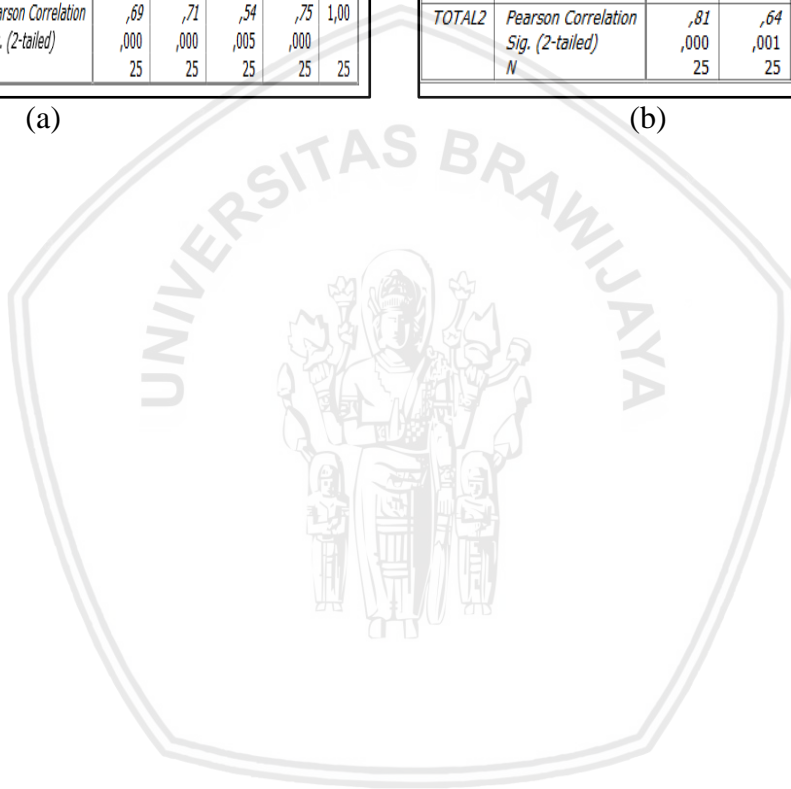 arson Correlation ,69 ,71 ,54 ,75 1,00
. (2-tailed) ,000 ,000 ,005 ,000
25 25 25 25 25
(a)
TOTAL2 Pearson Correlation ,81 ,64
Sig. (2-tailed) ,000 ,001
N 25 25
(b)
UNIVERSITAS BRAWIJAYA